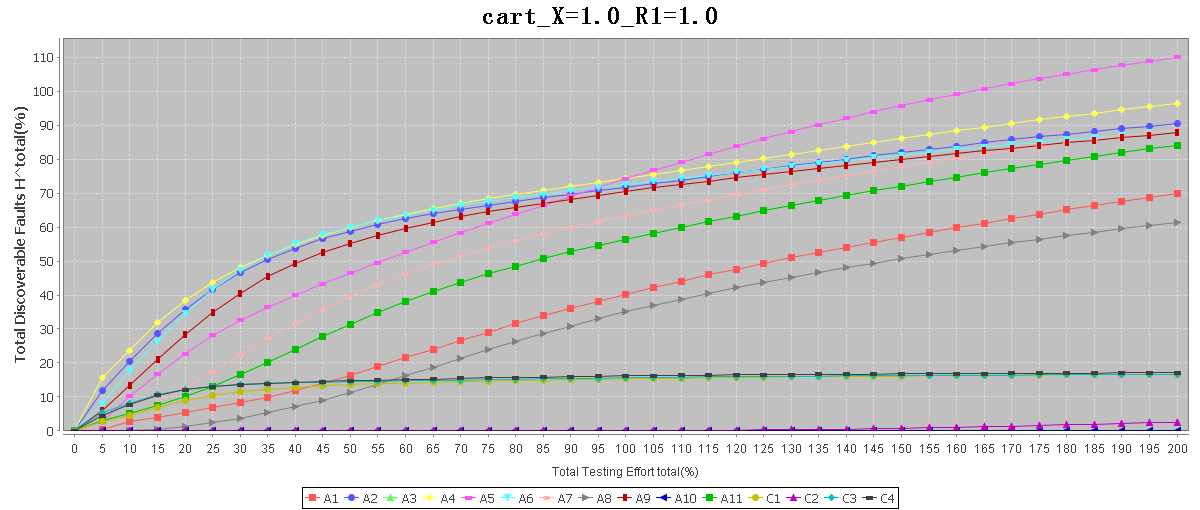 cart_X=1.0_R1=1.0
Total Discoverable Faults H^total(%)
110
100
90
80
70
60
50
40
30
20
10
0
0 5 10 15 20 25 30 35 40 45 50 55 60 65 70 75 80 85 90 95 100 105 110 115 120 125 130 135 140 145 150 155 160 165 170 175 180 185 190 195 200
Total Testing Effort total(%)
A1 A2 A3 A4 A5 A6 A7 A8 A9 A10 A11 C1 C2 C3 C4